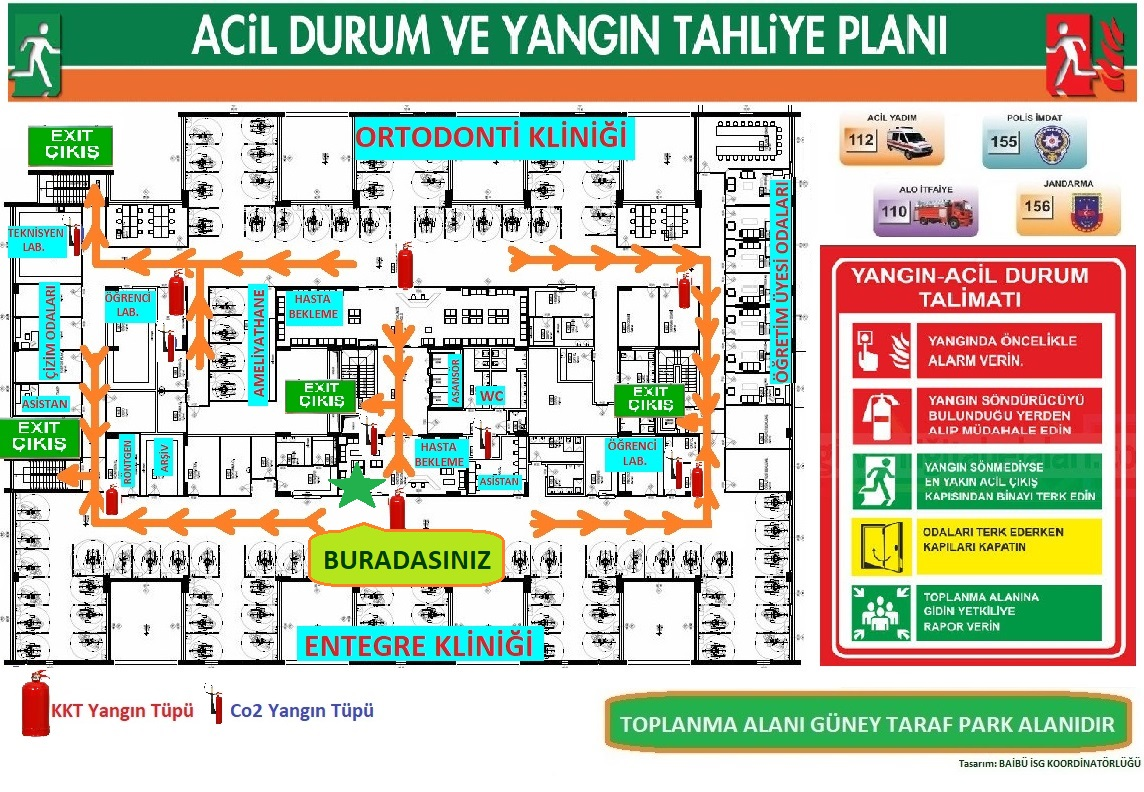 ACİL DURUM VE YANGIN TAHLİYE PLANI
EXIT
ÇIKIŞ
ORTODONTİ KLİNİĞİ
ACİL YADIM
112
POLİS İMDAT
155
ALO İTFAİYE
110
JANDARMA
156
TEKNİSYEN
LAB.
ÖĞRETİM ÜYESİ ODALARI
ÇİZİM ODALARI
ÖĞRENCİ
LAB.
AMELİYATHANE
HASTA
BEKLEME
EXIT
ÇIKIŞ
ASANSÖR
WC
EXIT
ÇIKIŞ
ASİSTAN
EXIT
ÇIKIŞ
RÖNTGEN
ARŞİV
HASTA
BEKLEME
ASİSTAN
ÖĞRENCİ
LAB.
BURADASINIZ
ENTEGRE KLİNİĞİ
YANGIN-ACİL DURUM
TALİMATI
YANGINDA ÖNCELİKLE
ALARM VERİN.
YANGIN SÖNDÜRÜCÜYÜ
BULUNDUĞU YERDEN
ALIP MÜDAHALE EDİN
YANGIN SÖNMEDİYSE
EN YAKIN ACİL ÇIKIŞ
KAPISINDAN BİNAYI TERK EDİN
ODALARI TERK EDERKEN
KAPILARI KAPATIN
TOPLANMA ALANINA
GİDİN YETKİLİYE
RAPOR VERİN
KKT Yangın Tüpü
Co2 Yangın Tüpü
TOPLANMA ALANI GÜNEY TARAF PARK ALANIDIR
Tasarım: BAİBÜ İSG KOORDİNATÖRLÜĞÜ